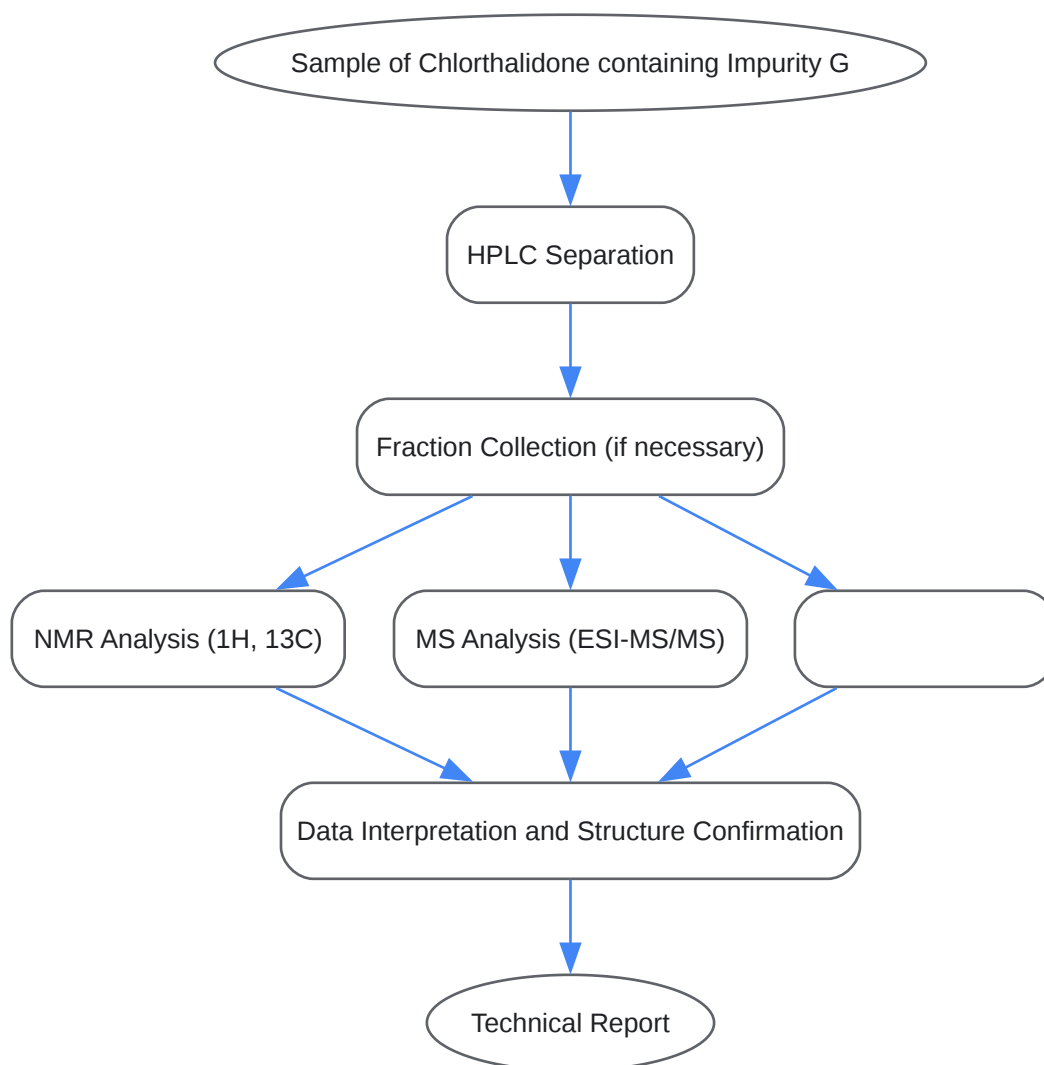 Sample of Chlorthalidone containing Impurity G
HPLC Separation
Fraction Collection (if necessary)
NMR Analysis (1H, 13C)
MS Analysis (ESI-MS/MS)
Data Interpretation and Structure Confirmation
Technical Report